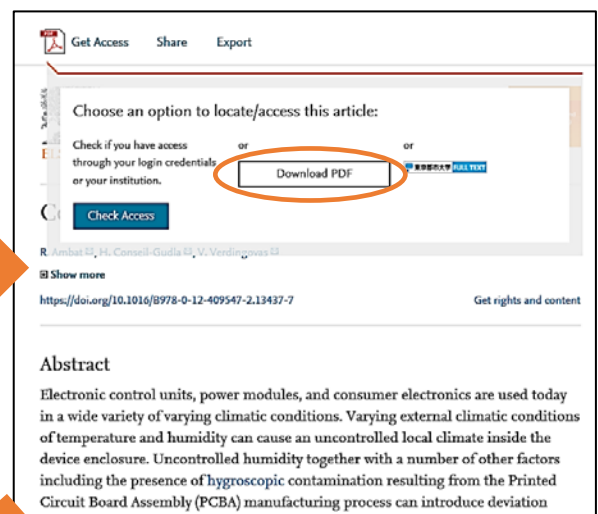 Get Access Share Export
Choose an option to locate/access this article:
Check if you have access
through your login credentials
or your institution.
or
Download PDF
or
東京都市大学 FULL TEXT
Check Access
R. Ambat, H. Conseil-Gudla, V. Verdingovas
Show more
https://doi.org/10.1016/B978-0-12-409547-2.13437-7 Get rights and content
Abstract
Electronic control units, power modules, and consumer electronics are used today
in a wide variety of varying climatic conditions. Varying external climatic conditions
of temperature and humidity can cause an uncontrolled local climate inside the
device enclosure. Uncontrolled humidity together with a number of other factors
including the presence of hygroscopic contamination resulting from the Printed
Circuit Board Assembly (PCBA) manufacturing process can introduce deviation